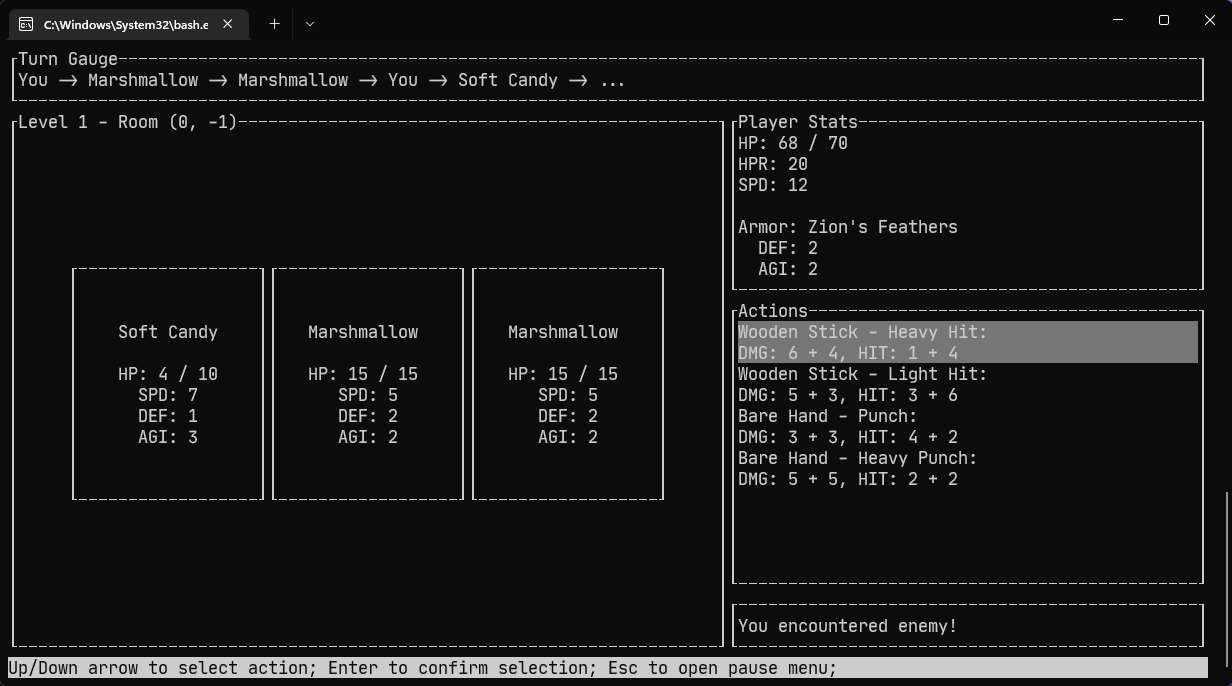 C:\Windows\System32\bash.e
Turn Gauge
You -> Marshmallow -> Marshmallow -> You -> Soft Candy -> ...
Level 1 - Room (0, -1)
Soft Candy
HP: 4 / 10
SPD: 7
DEF: 1
AGI: 3
Marshmallow
HP: 15 / 15
SPD: 5
DEF: 2
AGI: 2
Marshmallow
HP: 15 / 15
SPD: 5
DEF: 2
AGI: 2
Player Stats
HP: 68 / 70
HPR: 20
SPD: 12
Armor: Zion's Feathers
DEF: 2
AGI: 2
Actions
Wooden Stick - Heavy Hit:
DMG: 6 + 4, HIT: 1 + 4
Wooden Stick - Light Hit:
DMG: 5 + 3, HIT: 3 + 6
Bare Hand - Punch:
DMG: 3 + 3, HIT: 4 + 2
Bare Hand - Heavy Punch:
DMG: 5 + 5, HIT: 2 + 2
You encountered enemy!
Up/Down arrow to select action; Enter to confirm selection; Esc to open pause menu;